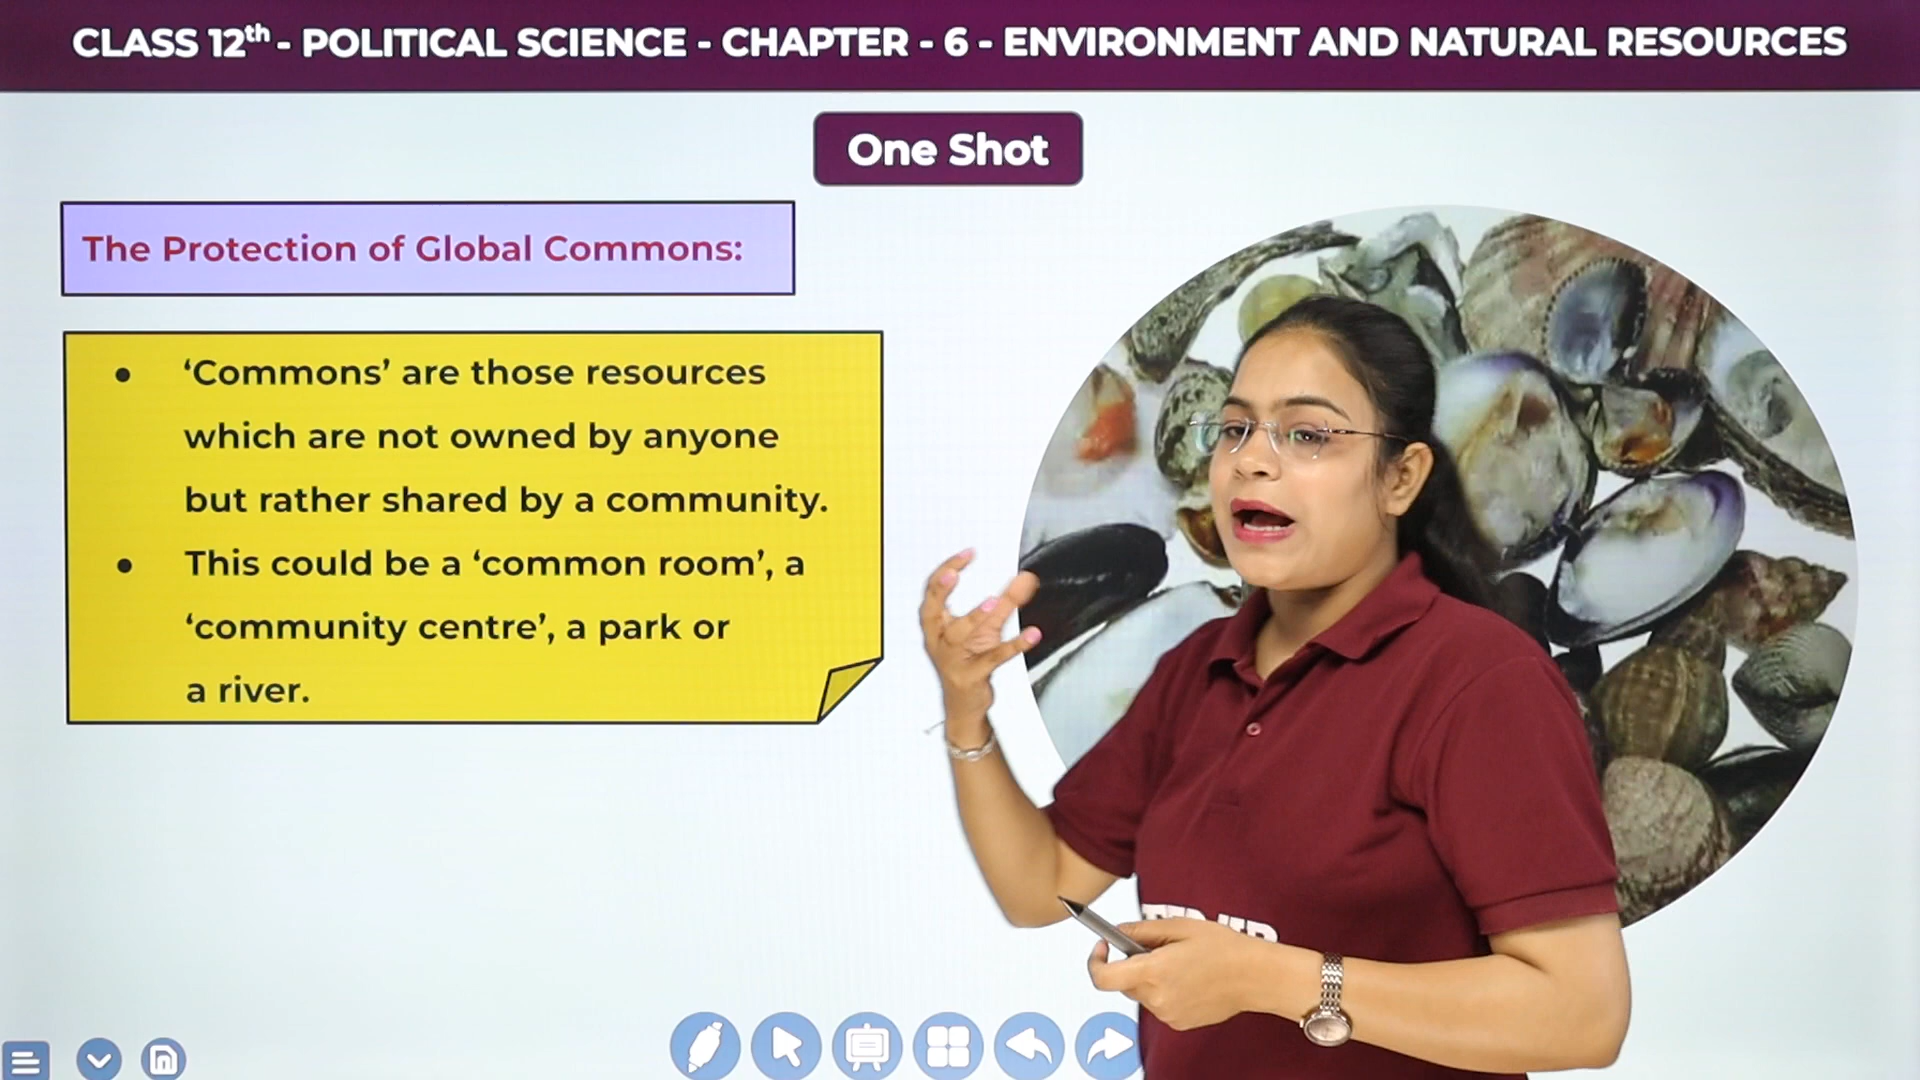 CLASS 12th - POLITICAL SCIENCE - CHAPTER - 6 - ENVIRONMENT AND NATURAL RESOURCES
One Shot
The Protection of Global Commons:
● ‘Commons’ are those resources
which are not owned by anyone
but rather shared by a community.
● This could be a ‘common room’, a
‘community centre’, a park or
a river.